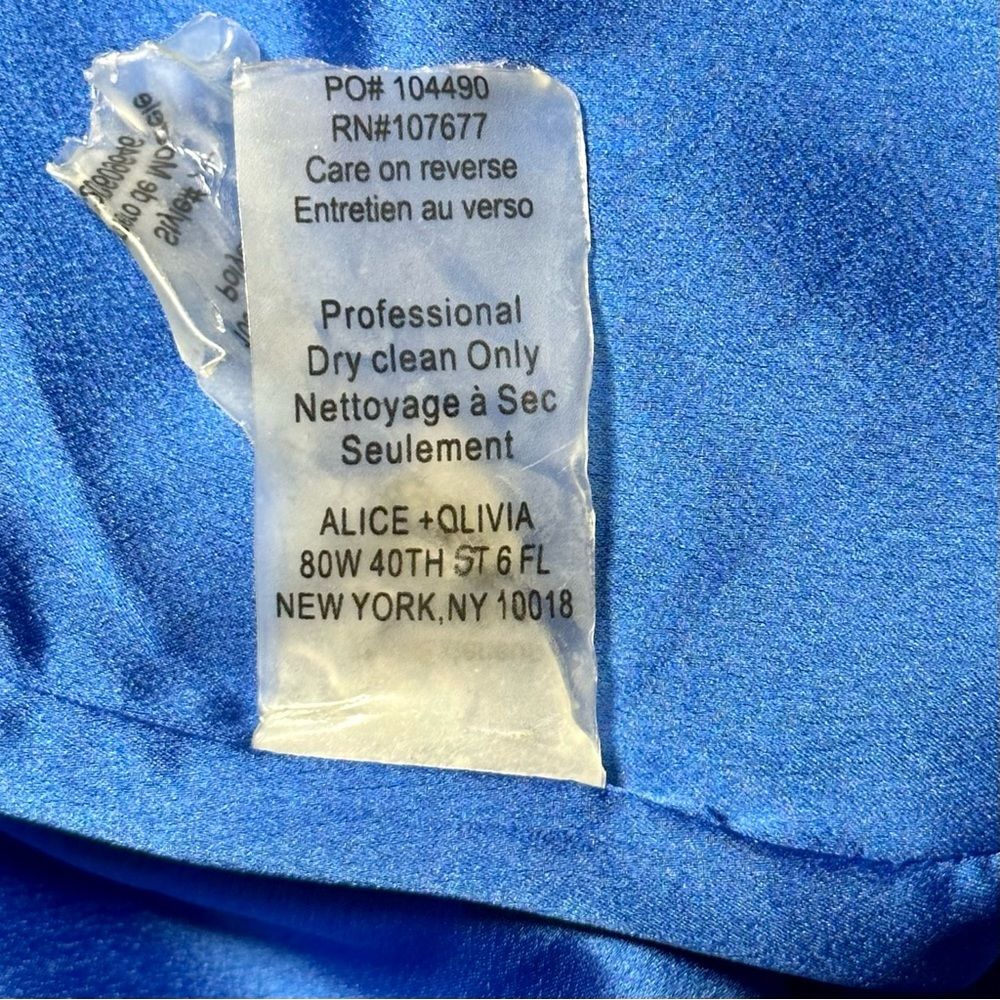 PO# 104490
RN#107677
Care on reverse
Entretien au verso
Professional
Dry clean Only
Nettoyage à Sec
Seulement
ALICE +OLIVIA
80W 40TH ST 6 FL
NEW YORK,NY 10018